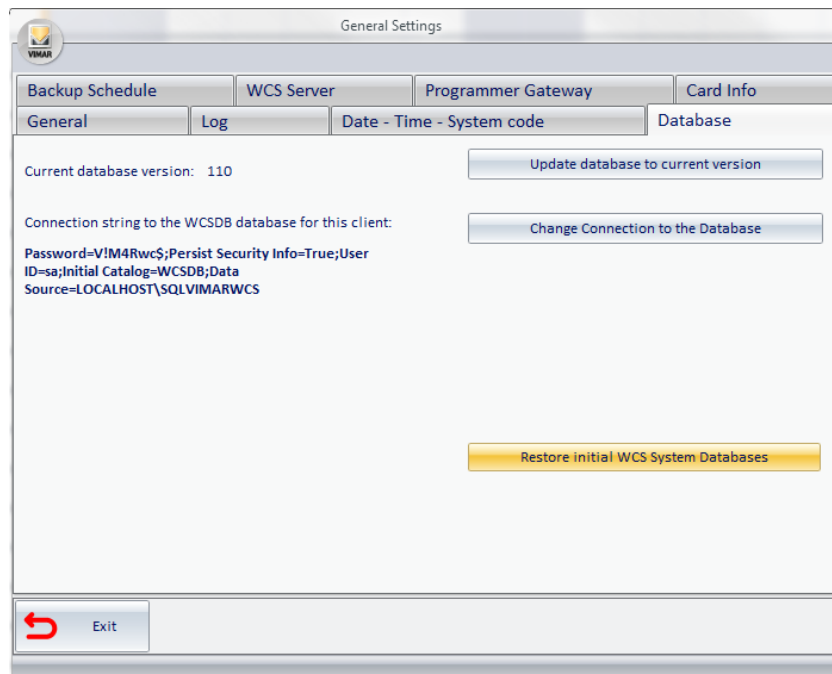 General Settings
VIMAR
Backup Schedule WCS Server Programmer Gateway Card Info
General Log Date - Time - System code Database
Current database version: 110
Update database to current version
Connection string to the WCSDB database for this client:
Change Connection to the Database
Password=V!M4Rwc$;Persist Security Info=True;User
ID=sa;Initial Catalog=WCSDB;Data
Source=LOCALHOST\SQLVIMARWCS
Restore initial WCS System Databases
Exit